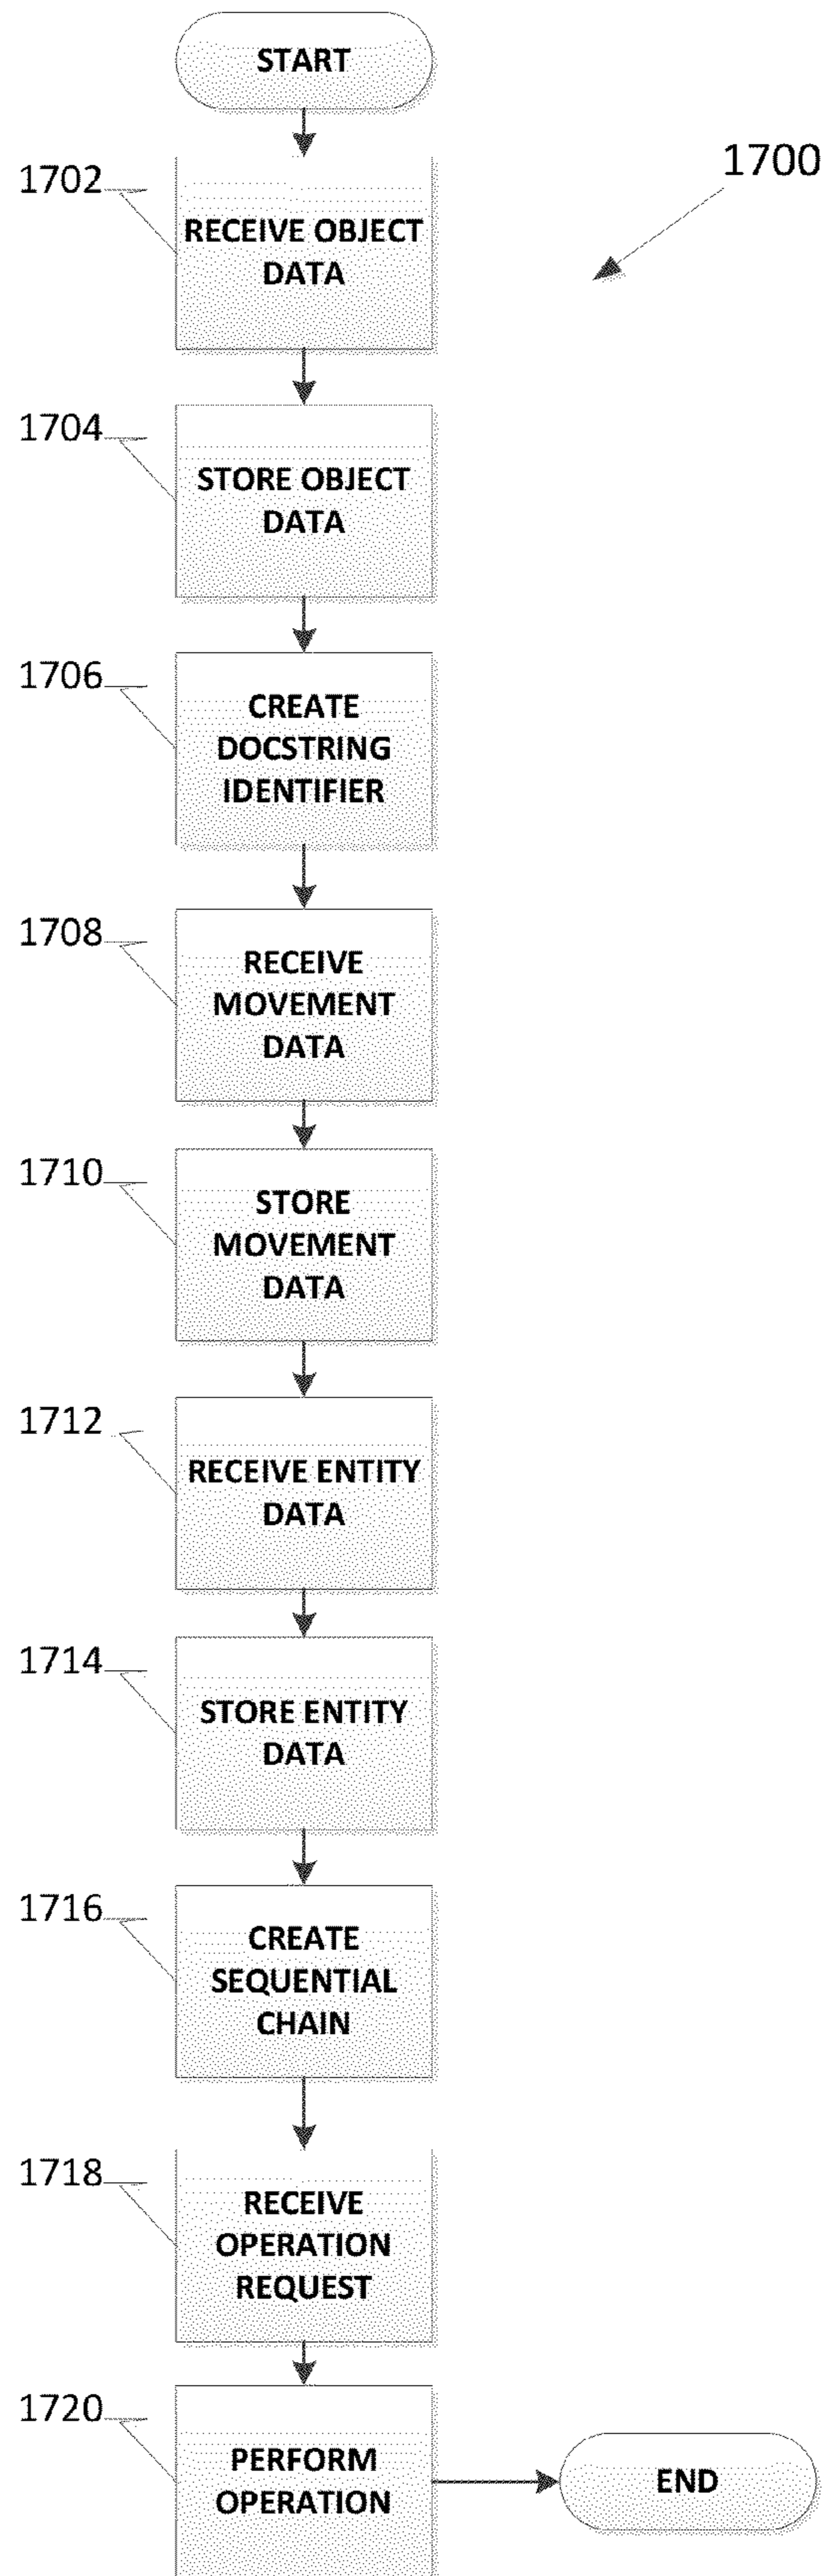 START
1700
1702
RECEIVE OBJECT
DATA
1704
STORE OBJECT
DATA
1706
CREATE
DOCSTRING
IDENTIFIER
1708
RECEIVE
MOVEMENT
DATA
1710
STORE
MOVEMENT
DATA
1712
RECEIVE ENTITY
DATA
1714
STORE ENTITY
DATA
1716
CREATE
SEQUENTIAL
CHAIN
1718
RECEIVE
OPERATION
REQUEST
1720
PERFORM
OPERATION
END